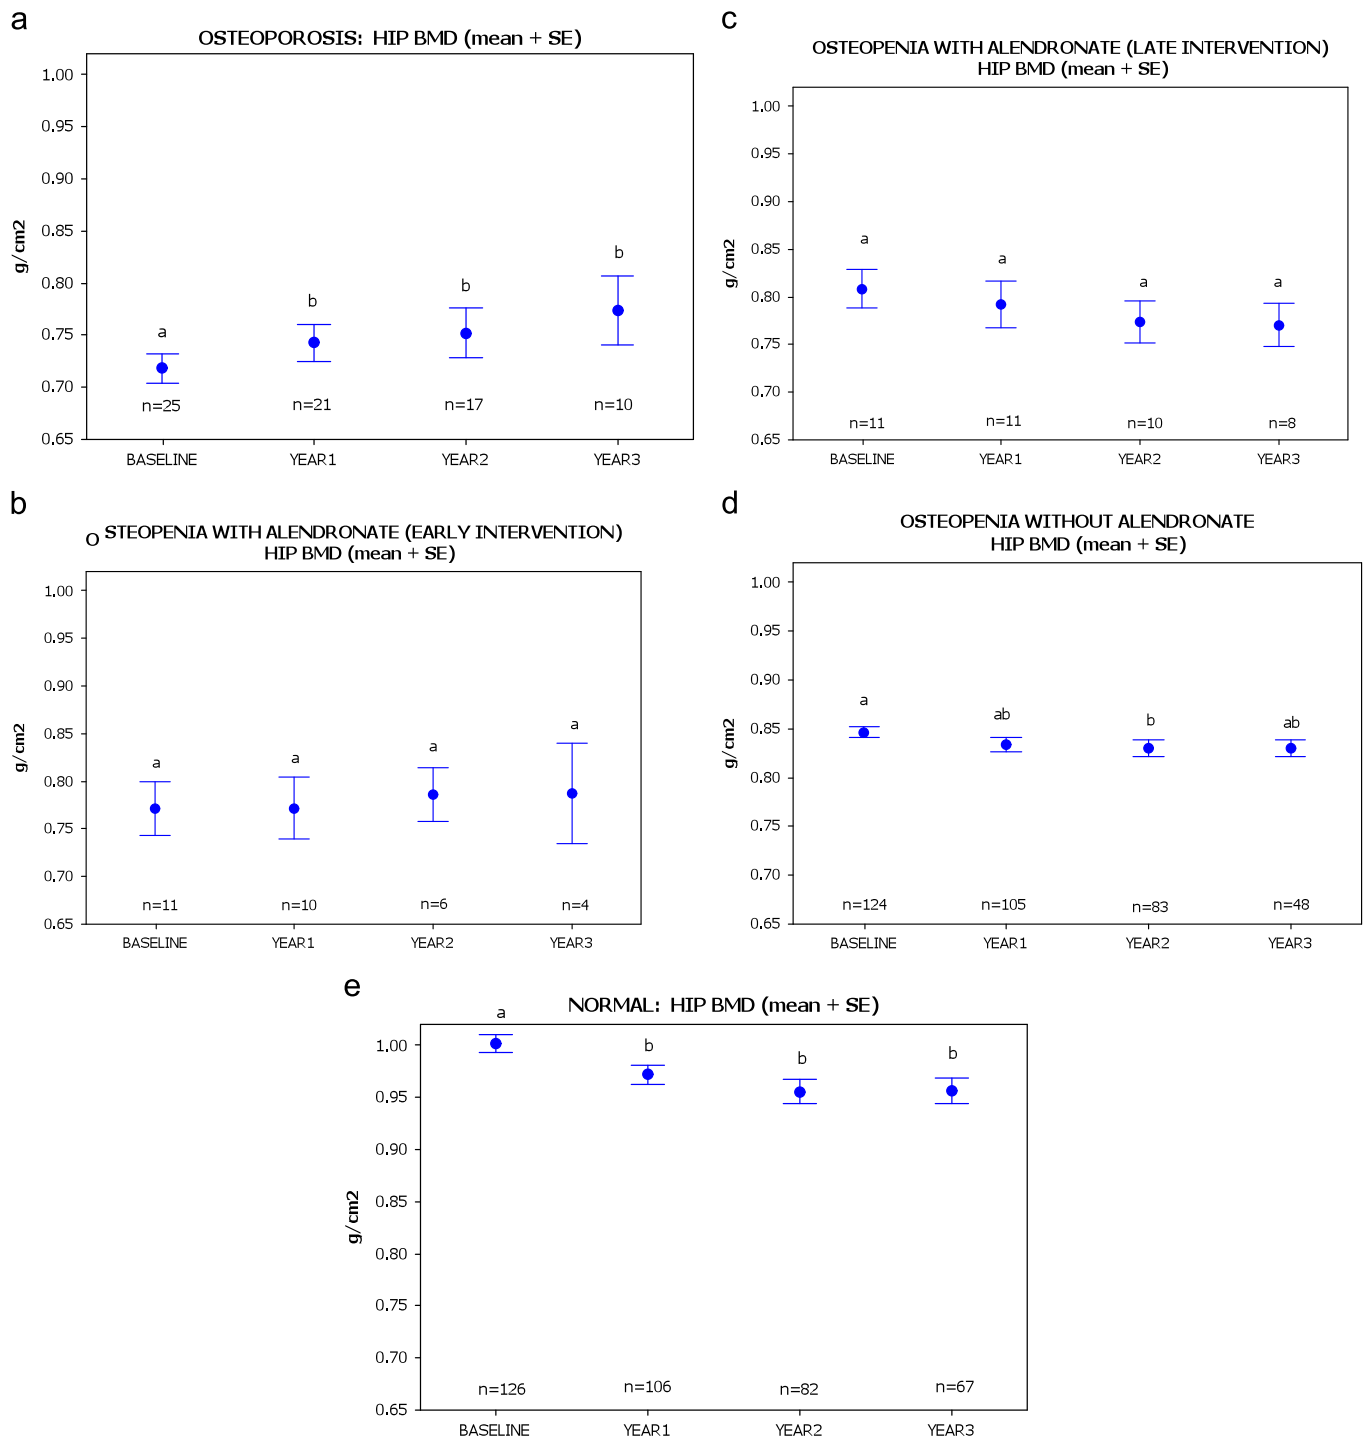 a
OSTEOPOROSIS: HIP BMD (mean + SE)
1.00
0.95
0.90
0.85
0.80
0.75
0.70
0.65
g/cm2
a
b
b
b
n=25
n=21
n=17
n=10
BASELINE
YEAR1
YEAR2
YEAR3
b
O STEOPENIA WITH ALENDRONATE (EARLY INTERVENTION)
HIP BMD (mean + SE)
1.00
0.95
0.90
0.85
0.80
0.75
0.70
0.65
g/cm2
a
a
a
a
n=11
n=10
n=6
n=4
BASELINE
YEAR1
YEAR2
YEAR3
c
OSTEOPENIA WITH ALENDRONATE (LATE INTERVENTION)
HIP BMD (mean + SE)
1.00
0.95
0.90
0.85
0.80
0.75
0.70
0.65
g/cm2
a
a
a
a
n=11
n=11
n=10
n=8
BASELINE
YEAR1
YEAR2
YEAR3
d
OSTEOPENIA WITHOUT ALENDRONATE
HIP BMD (mean + SE)
1.00
0.95
0.90
0.85
0.80
0.75
0.70
0.65
g/cm2
a
ab
b
ab
n=124
n=105
n=83
n=48
BASELINE
YEAR1
YEAR2
YEAR3
e
NORMAL: HIP BMD (mean + SE)
1.00
0.95
0.90
0.85
0.80
0.75
0.70
0.65
g/cm2
a
b
b
b
n=126
n=106
n=82
n=67
BASELINE
YEAR1
YEAR2
YEAR3